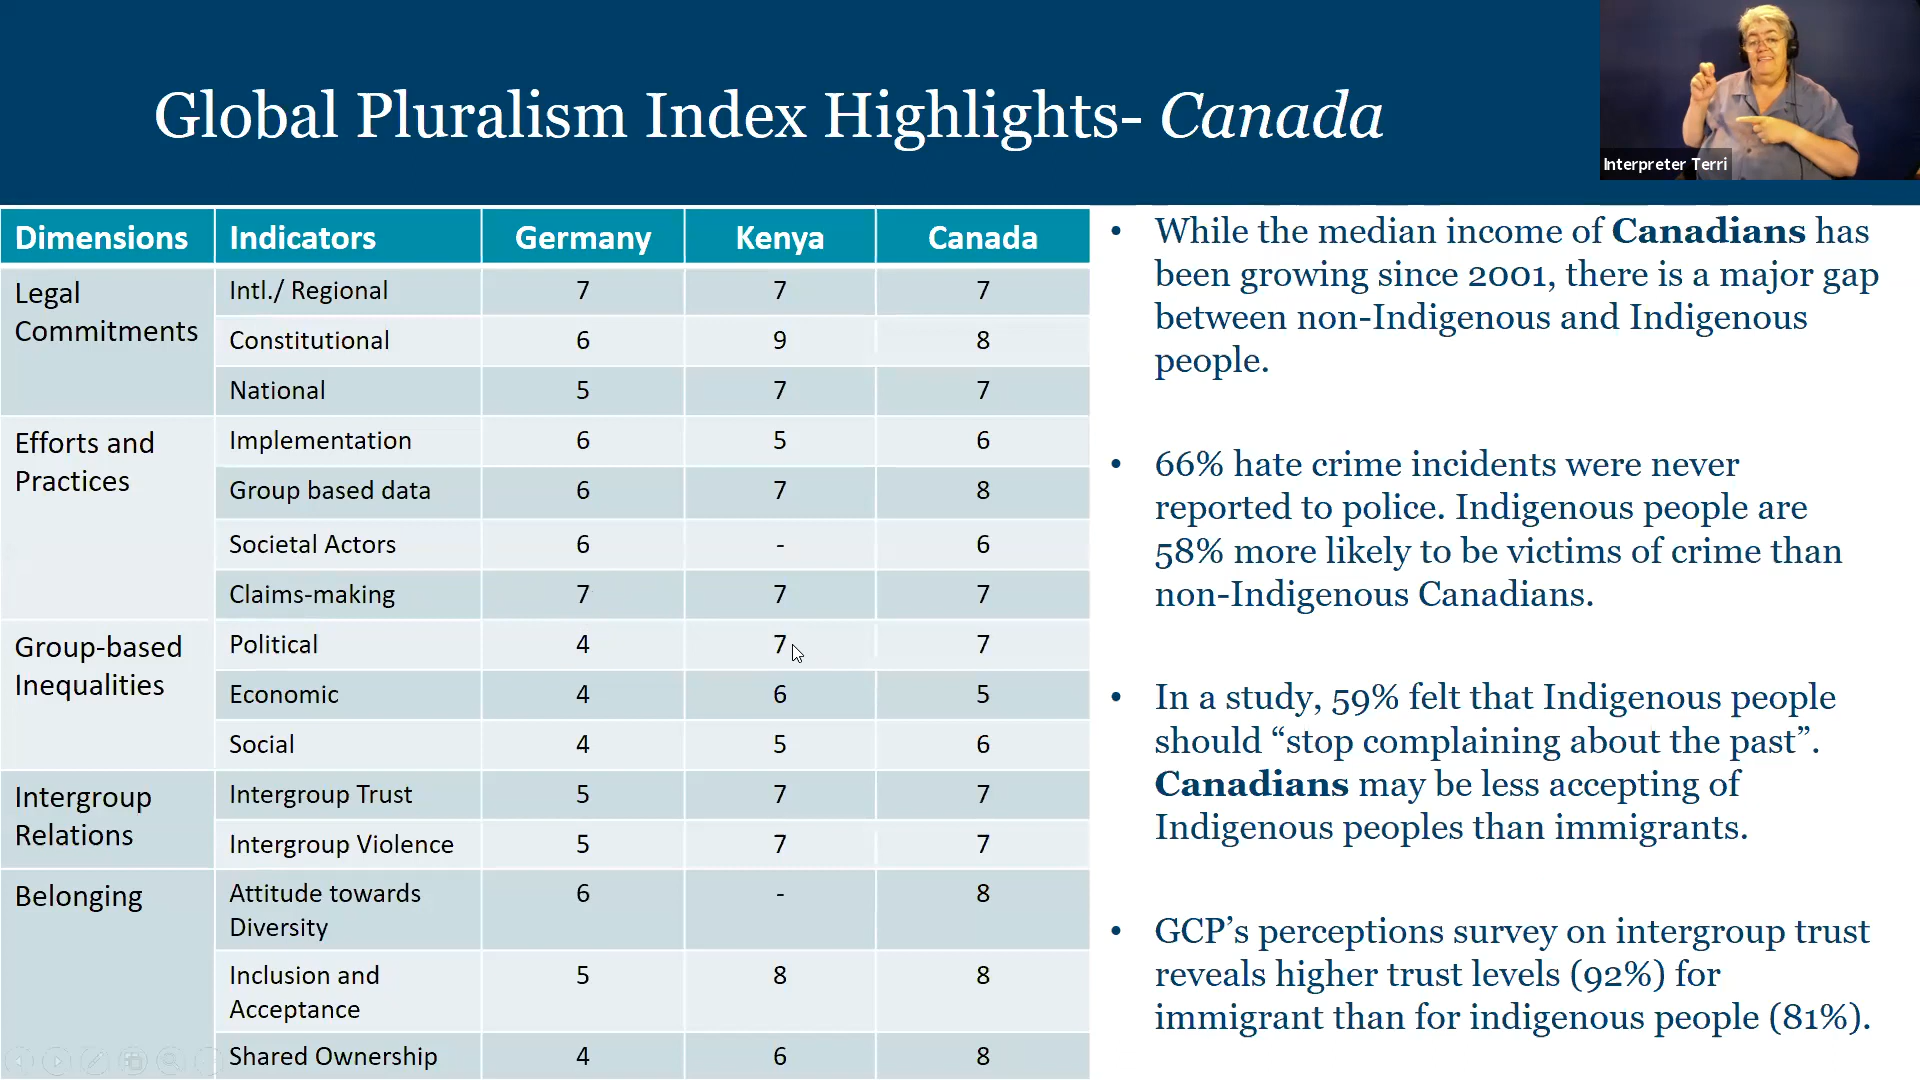 Global Pluralism Index Highlights- Canada
Interpreter Terri
Dimensions Indicators Germany Kenya Canada
Legal Commitments Intl./ Regional 7 7 7
Constitutional 6 9 8
National 5 7 7
Efforts and Practices Implementation 6 5 6
Group based data 6 7 8
Societal Actors 6 - 6
Claims-making 7 7 7
Group-based Inequalities Political 4 7 7
Economic 4 6 5
Social 4 5 6
Intergroup Relations Intergroup Trust 5 7 7
Intergroup Violence 5 7 7
Belonging Attitude towards Diversity 6 - 8
Inclusion and Acceptance 5 8 8
Shared Ownership 4 6 8
• While the median income of Canadians has
been growing since 2001, there is a major gap
between non-Indigenous and Indigenous
people.
• 66% hate crime incidents were never
reported to police. Indigenous people are
58% more likely to be victims of crime than
non-Indigenous Canadians.
• In a study, 59% felt that Indigenous people
should “stop complaining about the past”.
Canadians may be less accepting of
Indigenous peoples than immigrants.
• GCP’s perceptions survey on intergroup trust
reveals higher trust levels (92%) for
immigrant than for indigenous people (81%).